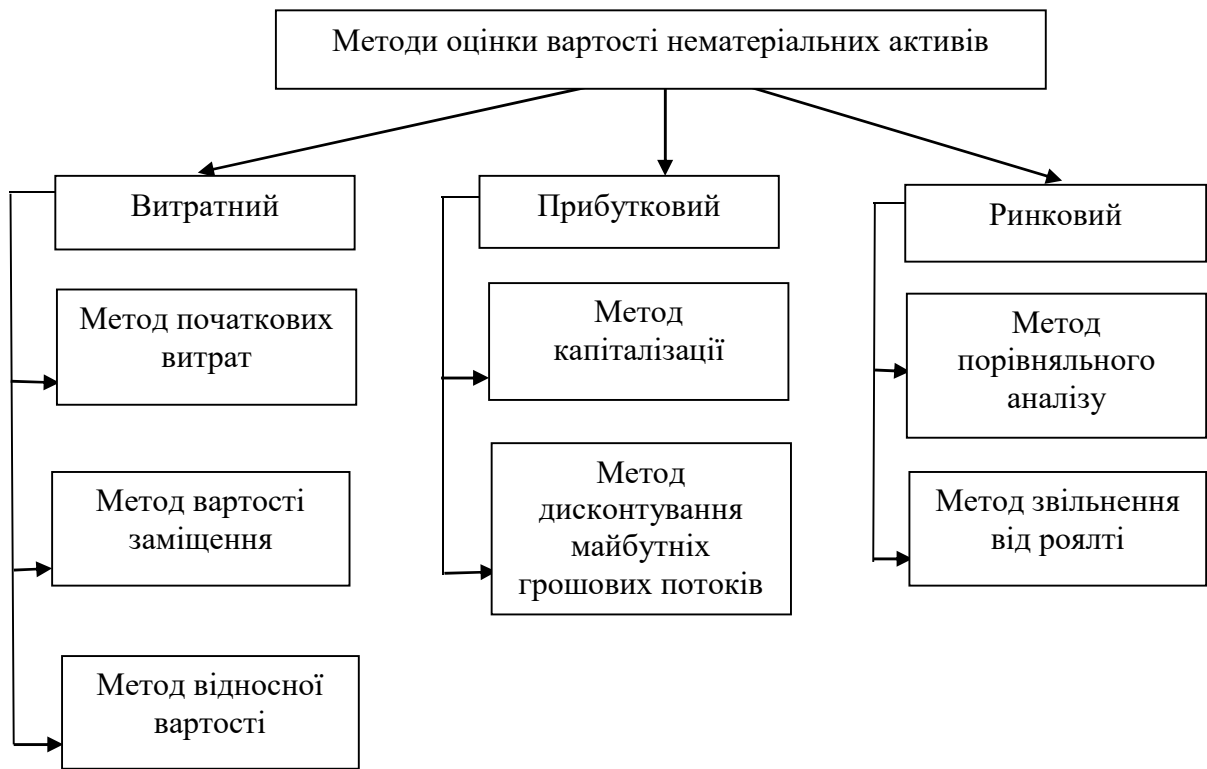 Методи оцінки вартості нематеріальних активів
Витратний
Метод початкових
витрат
Метод вартості
заміщення
Метод відносної
вартості
Прибутковий
Метод
капіталізації
Метод
дисконтування
майбутніх
грошових потоків
Ринковий
Метод
порівняльного
аналізу
Метод звільнення
від роялті